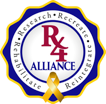 Rehabilitate • Research • Recreate • Reintegrate
R4
ALLIANCE